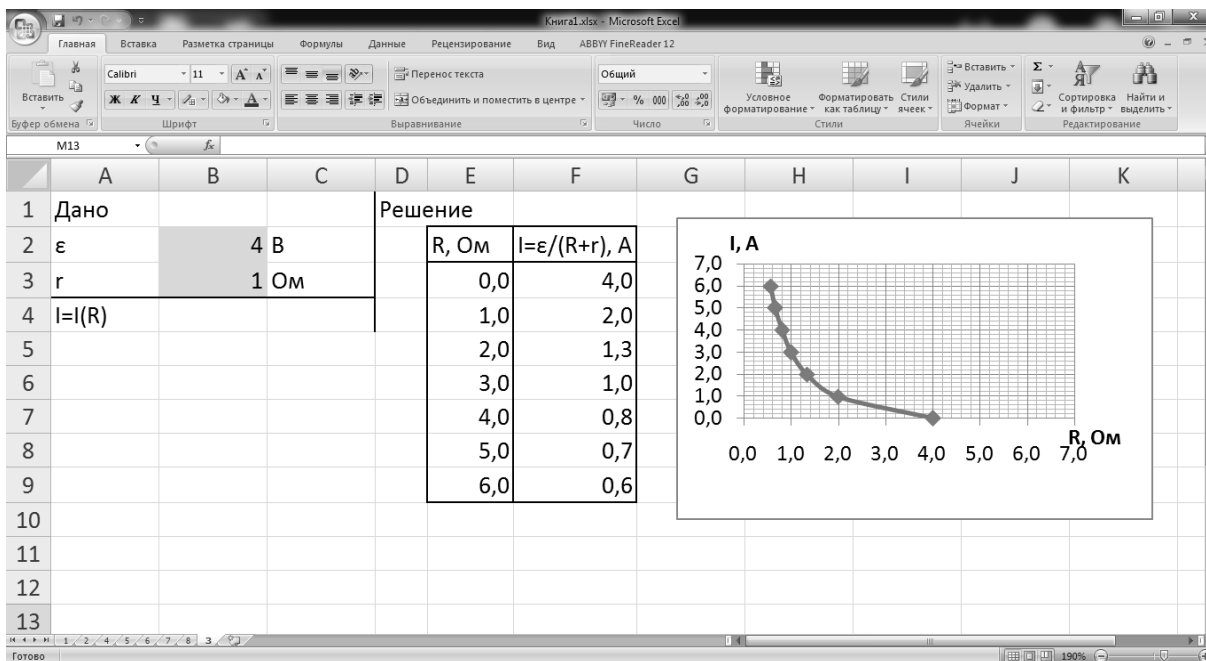 Книга1.xlsx - Microsoft Excel
Главная Вставка Разметка страницы Формулы Данные Рецензирование Вид ABBYY FineReader 12
Calibri 11 Перенос текста Общий Вставить Σ
Вставить Ж К Ч Объединить и поместить в центре % 000 Условное форматирование Форматировать как таблицу Стили ячеек Удалить Формат Сортировка и фильтр Найти и выделить
Буфер обмена Шрифт Выравнивание Число Стили Ячейки Редактирование
M13 fx
A B C D E F G H I J K
1 Дано Решение
2 ε 4 В R, Ом I=ε/(R+r), А
3 r 1 Ом 0,0 4,0
4 I=I(R) 1,0 2,0
5 2,0 1,3
6 3,0 1,0
7 4,0 0,8
8 5,0 0,7
9 6,0 0,6
10
11
12
13
I, А
7,0
6,0
5,0
4,0
3,0
2,0
1,0
0,0
0,0 1,0 2,0 3,0 4,0 5,0 6,0 7,0
R, Ом
1 2 4 5 6 7 8 3
Готово 190%